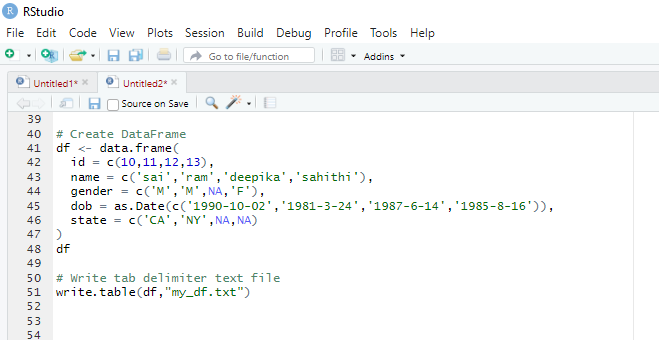 RStudio
File Edit Code View Plots Session Build Debug Profile Tools Help
Go to file/function Addins
Untitled1* Untitled2*
Source on Save
39
40 # Create DataFrame
41 df <- data.frame(
42 id = c(10,11,12,13),
43 name = c('sai','ram','deepika','sahithi'),
44 gender = c('M','M',NA,'F'),
45 dob = as.Date(c('1990-10-02','1981-3-24','1987-6-14','1985-8-16')),
46 state = c('CA','NY',NA,NA)
47 )
48 df
49
50 # Write tab delimiter text file
51 write.table(df,"my_df.txt")
52
53
54